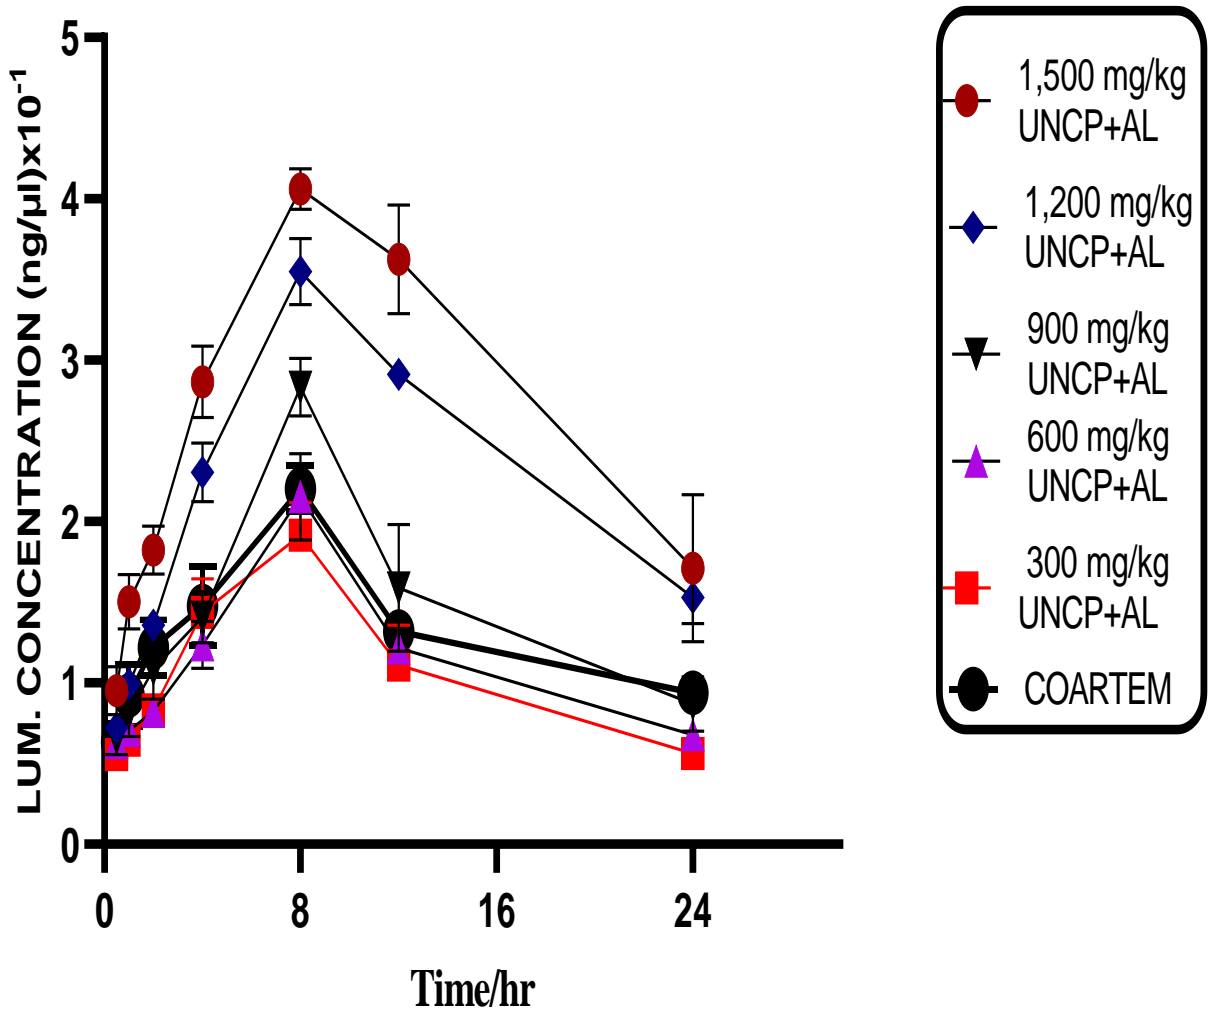 LUM. CONCENTRATION (ng/µl)x10⁻¹
5
4
3
2
1
0
0 8 16 24
Time/hr
1,500 mg/kg
UNCP+AL
1,200 mg/kg
UNCP+AL
900 mg/kg
UNCP+AL
600 mg/kg
UNCP+AL
300 mg/kg
UNCP+AL
COARTEM